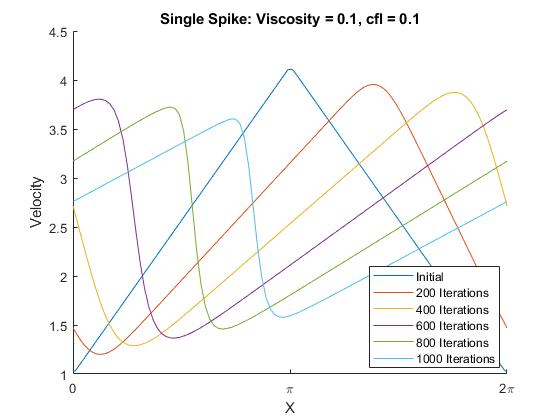 Single Spike: Viscosity = 0.1, cfl = 0.1
4.5
4
3.5
3
2.5
2
1.5
1
Velocity
0
π
2π
X
Initial
200 Iterations
400 Iterations
600 Iterations
800 Iterations
1000 Iterations